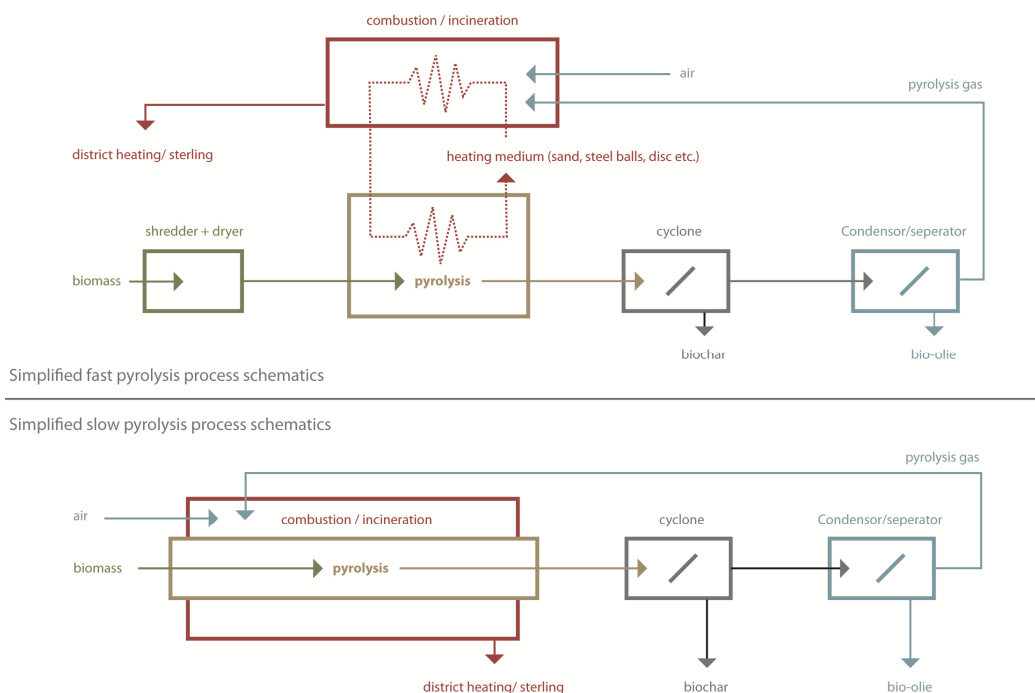 combustion / incineration
air
pyrolysis gas
district heating/ sterling
heating medium (sand, steel balls, disc etc.)
shredder + dryer
cyclone
Condensor/seperator
biomass
pyrolysis
biochar
bio-olie
Simplified fast pyrolysis process schematics
Simplified slow pyrolysis process schematics
pyrolysis gas
air
combustion / incineration
cyclone
Condensor/seperator
biomass
pyrolysis
district heating/ sterling
biochar
bio-olie